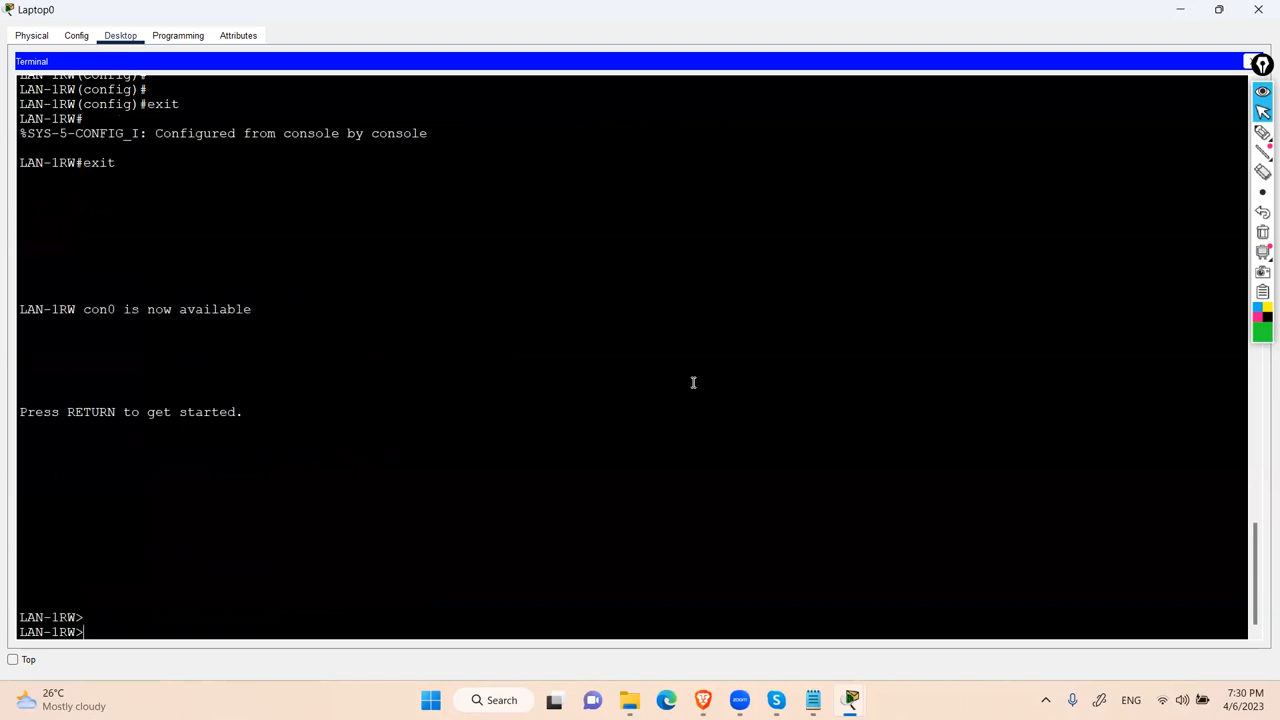 Laptop0
Physical Config Desktop Programming Attributes
Terminal
LAN-1RW(config)#
LAN-1RW(config)#
LAN-1RW(config)#exit
LAN-1RW#
%SYS-5-CONFIG_I: Configured from console by console
LAN-1RW#exit
LAN-1RW con0 is now available
Press RETURN to get started.
LAN-1RW>
LAN-1RW>
Top
26°C
Mostly cloudy
Search
zoom
ENG
7:30 PM
4/6/2023